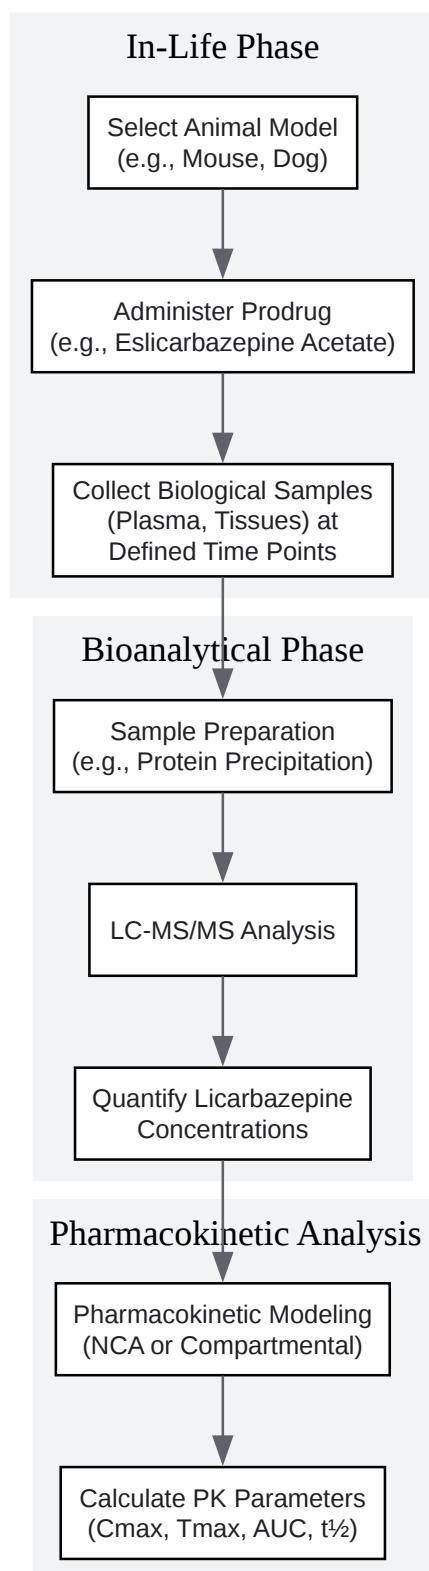 In-Life Phase
Select Animal Model
(e.g., Mouse, Dog)
Administer Prodrug
(e.g., Eslicarbazepine Acetate)
Collect Biological Samples
(Plasma, Tissues) at
Defined Time Points
Bioanalytical Phase
Sample Preparation
(e.g., Protein Precipitation)
LC-MS/MS Analysis
Quantify Licarbazepine
Concentrations
Pharmacokinetic Analysis
Pharmacokinetic Modeling
(NCA or Compartmental)
Calculate PK Parameters
(Cmax, Tmax, AUC, t½)